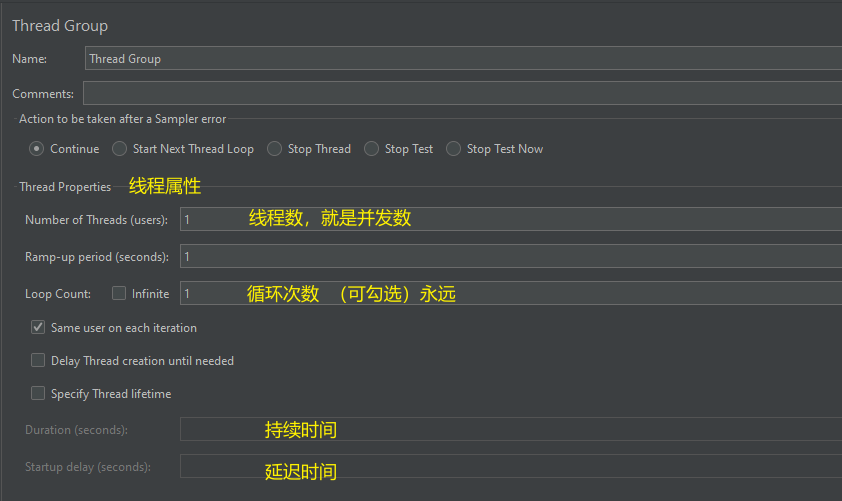 Thread Group
Name: Thread Group
Comments:
Action to be taken after a Sampler error
Continue Start Next Thread Loop Stop Thread Stop Test Stop Test Now
Thread Properties 线程属性
Number of Threads (users): 1 线程数，就是并发数
Ramp-up period (seconds): 1
Loop Count: Infinite 1 循环次数 （可勾选）永远
Same user on each iteration
Delay Thread creation until needed
Specify Thread lifetime
Duration (seconds): 持续时间
Startup delay (seconds): 延迟时间